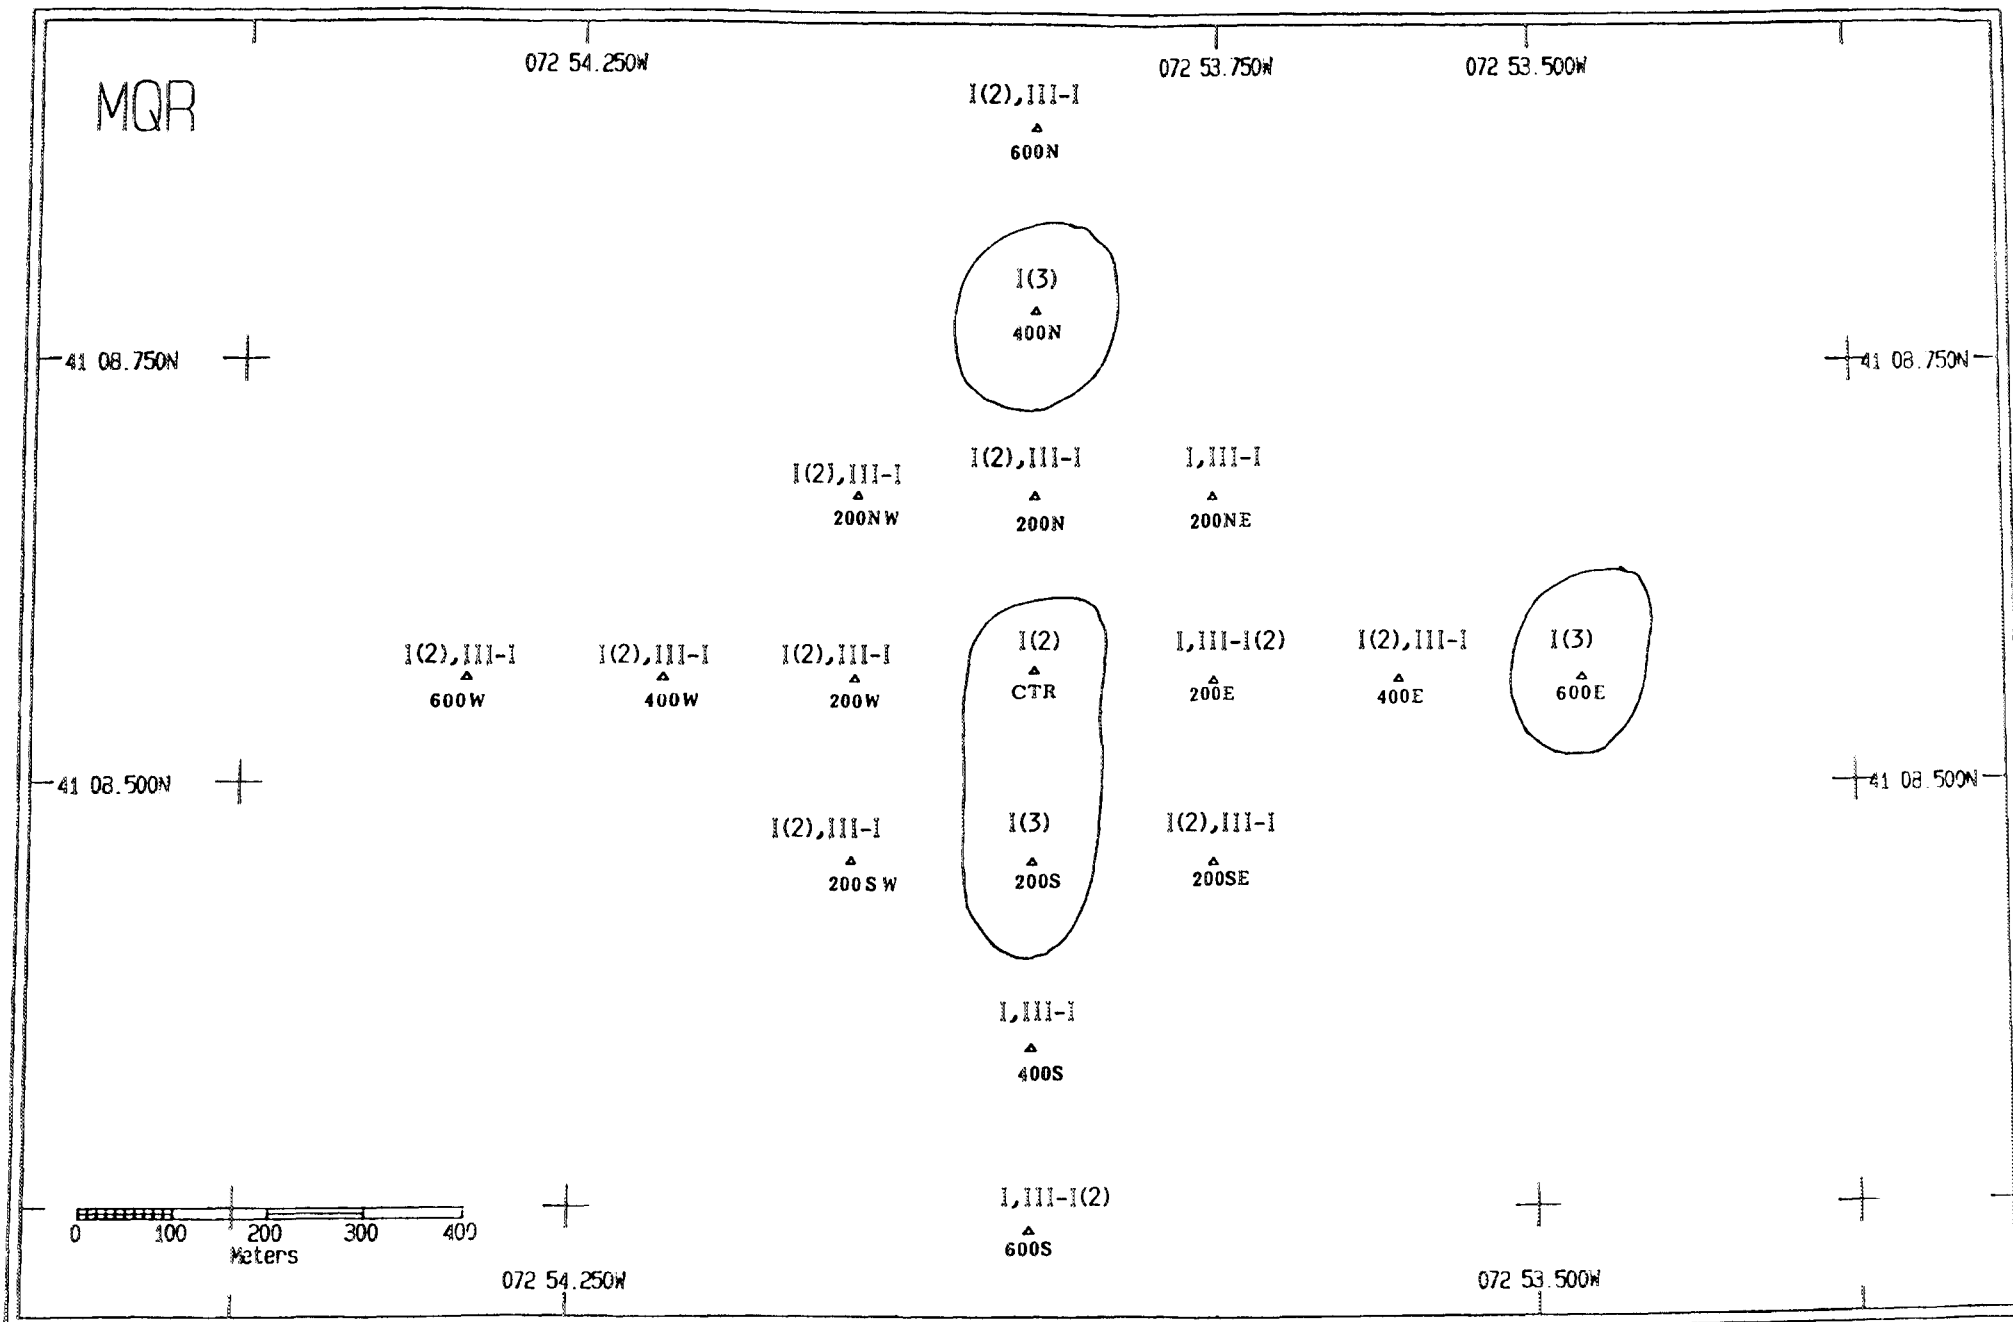 072 54.250W
072 53.750W
072 53.500W
MQR
I(2),III-I
600N
I(3)
400N
41 08.750N
41 08.750N
I(2),III-I
I(2),III-I
I,III-I
200NW
200N
200NE
I(2),III-I
I(2),III-I
I(2),III-I
I(2)
I,III-I(2)
I(2),III-I
I(3)
600W
400W
200W
CTR
200E
400E
600E
41 08.500N
41 08.500N
I(2),III-I
I(3)
I(2),III-I
200SW
200S
200SE
I,III-I
400S
I,III-I(2)
600S
0 100 200 300 400
Meters
072 54.250W
072 53.500W